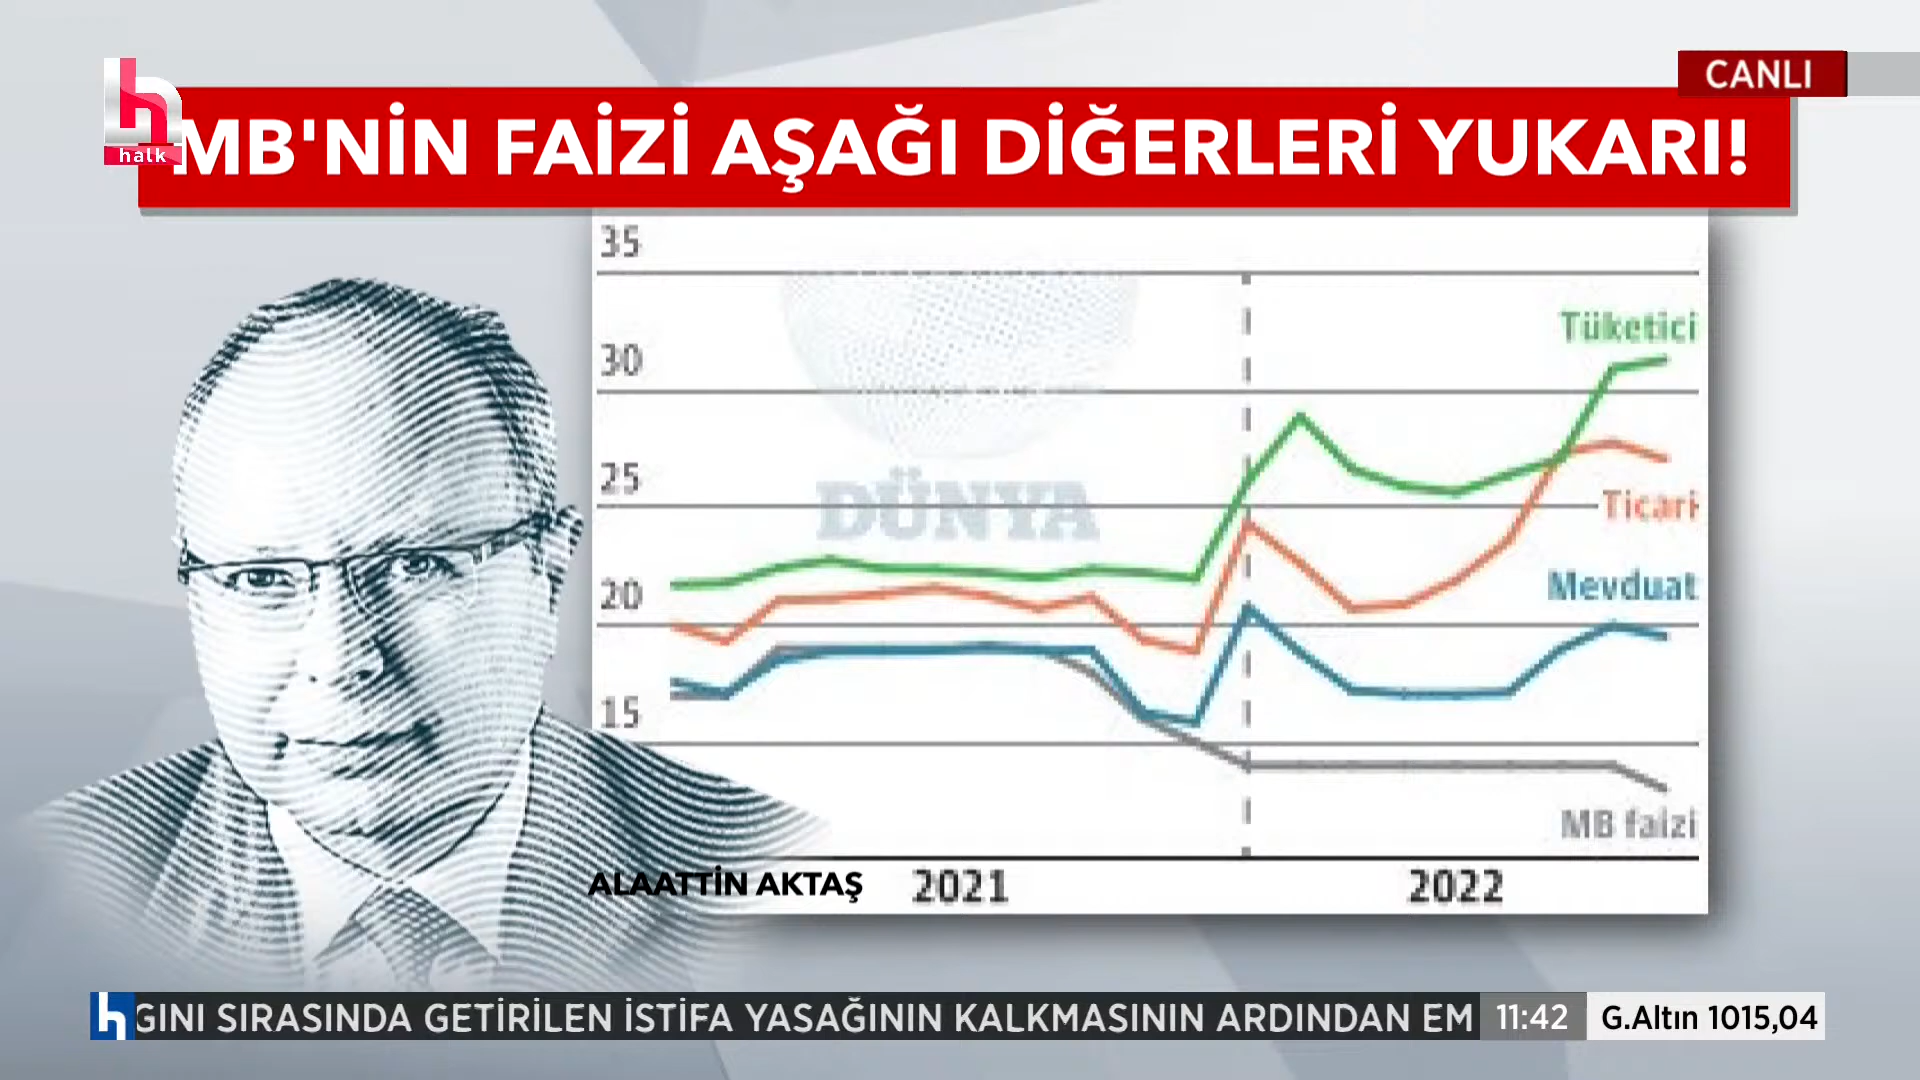 CANLI
halk
MB'NİN FAİZİ AŞAĞI DİĞERLERİ YUKARI!
35
Tüketici
30
25
DÜNYA
Ticari
Mevduat
20
15
MB faizi
ALAATTİN AKTAŞ
2021
2022
GINI SIRASINDA GETİRİLEN İSTİFA YASAĞININ KALKMASININ ARDINDAN EM
11:42
G.Altın 1015,04